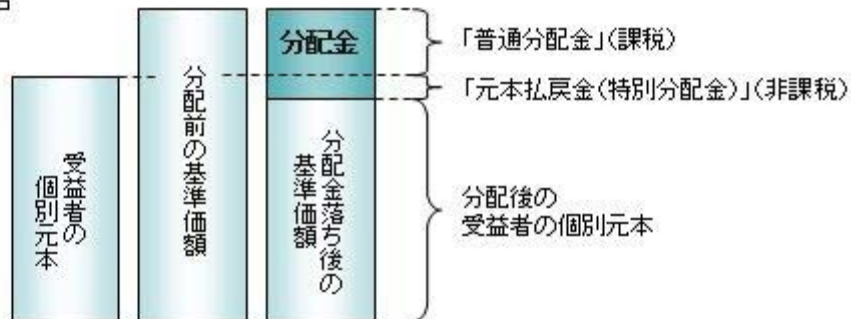 分配金
「普通分配金」(課税)
「元本払戻金(特別分配金)」(非課税)
受益者の
個別元本
分配前の基準価額
分配金落ち後の
基準価額
分配後の
受益者の個別元本